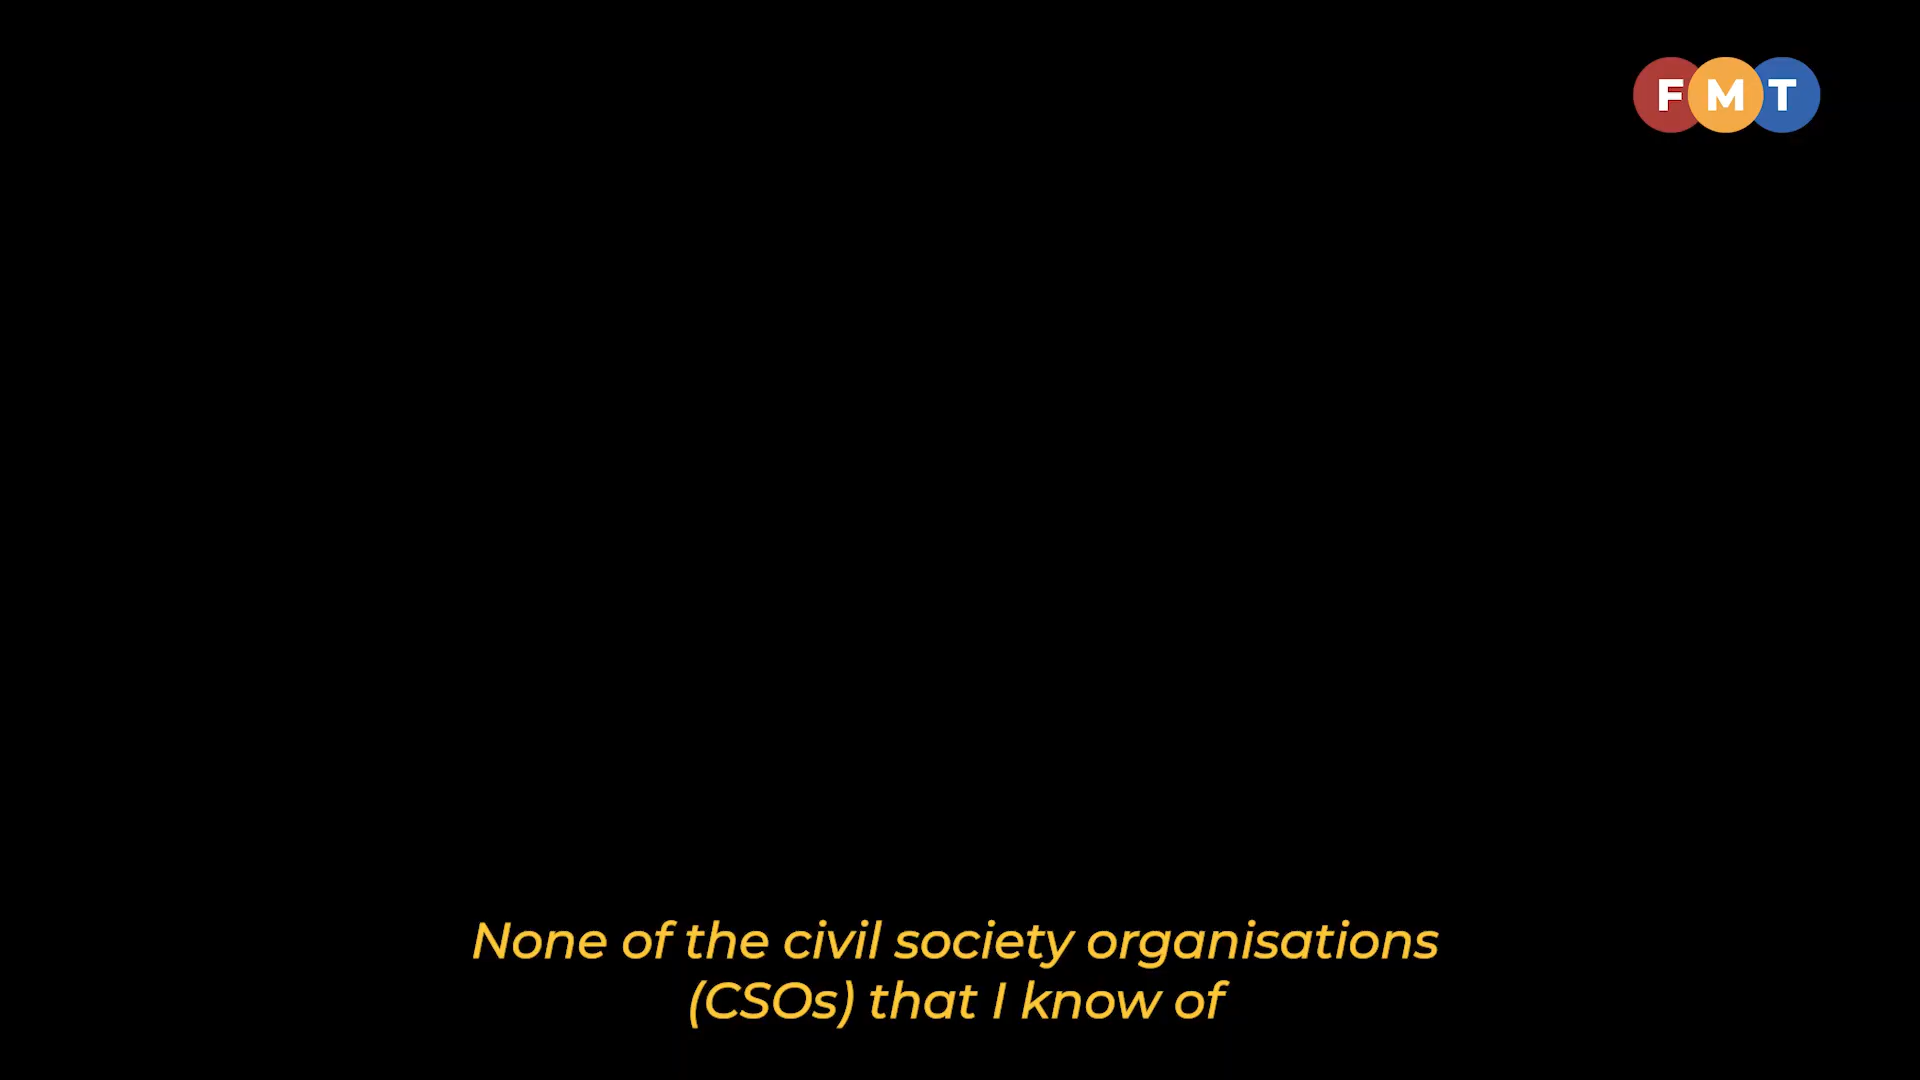 FMT
None of the civil society organisations
(CSOs) that I know of